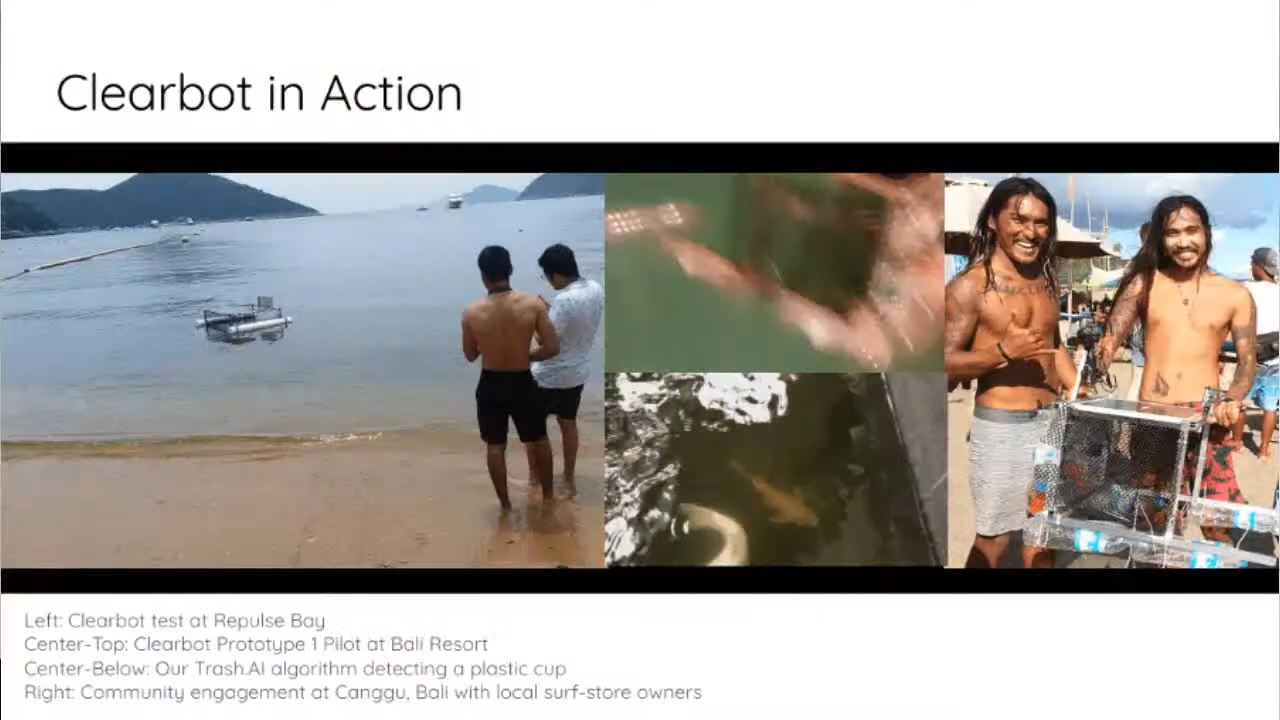 Clearbot in Action
Left: Clearbot test at Repulse Bay
Center-Top: Clearbot Prototype 1 Pilot at Bali Resort
Center-Below: Our Trash.AI algorithm detecting a plastic cup
Right: Community engagement at Canggu, Bali with local surf-store owners